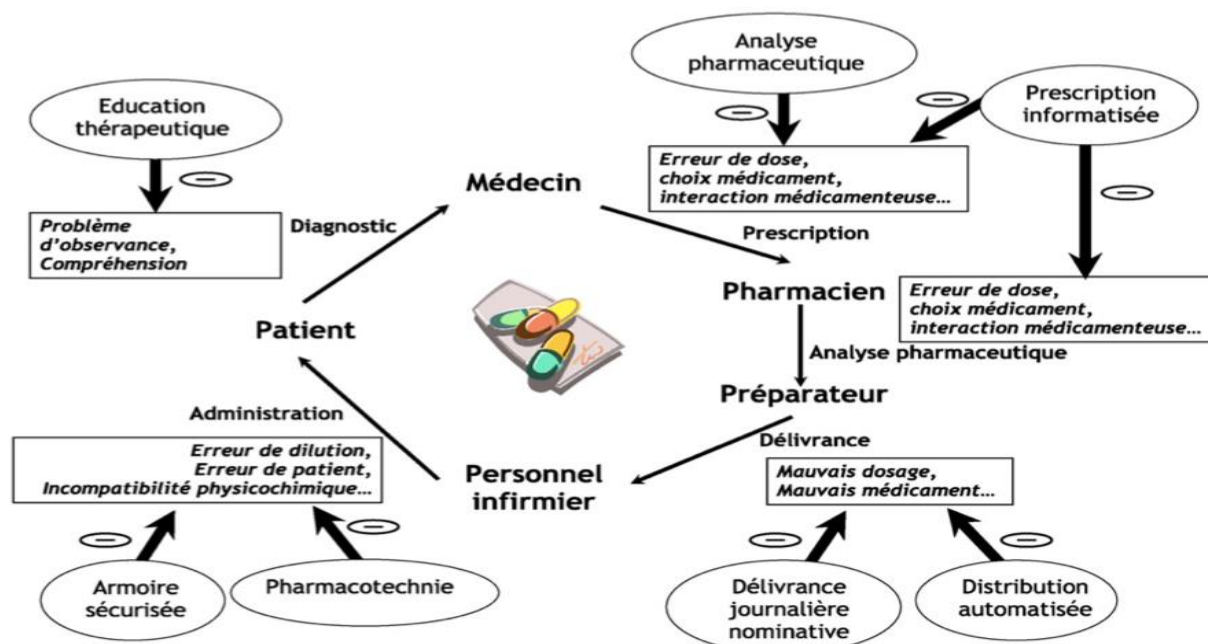 Analyse
pharmaceutique
Education
thérapeutique
Prescription
informatisée
Erreur de dose,
choix médicament,
interaction médicamenteuse...
Médecin
Problème
d'observance,
Compréhension
Diagnostic
Prescription
Pharmacien
Erreur de dose,
choix médicament,
interaction médicamenteuse...
Patient
Analyse pharmaceutique
Préparateur
Administration
Délivrance
Erreur de dilution,
Erreur de patient,
Incompatibilité physicochimique...
Personnel
infirmier
Mauvais dosage,
Mauvais médicament...
Armoire
sécurisée
Pharmacotechnie
Délivrance
journalière
nominative
Distribution
automatisée